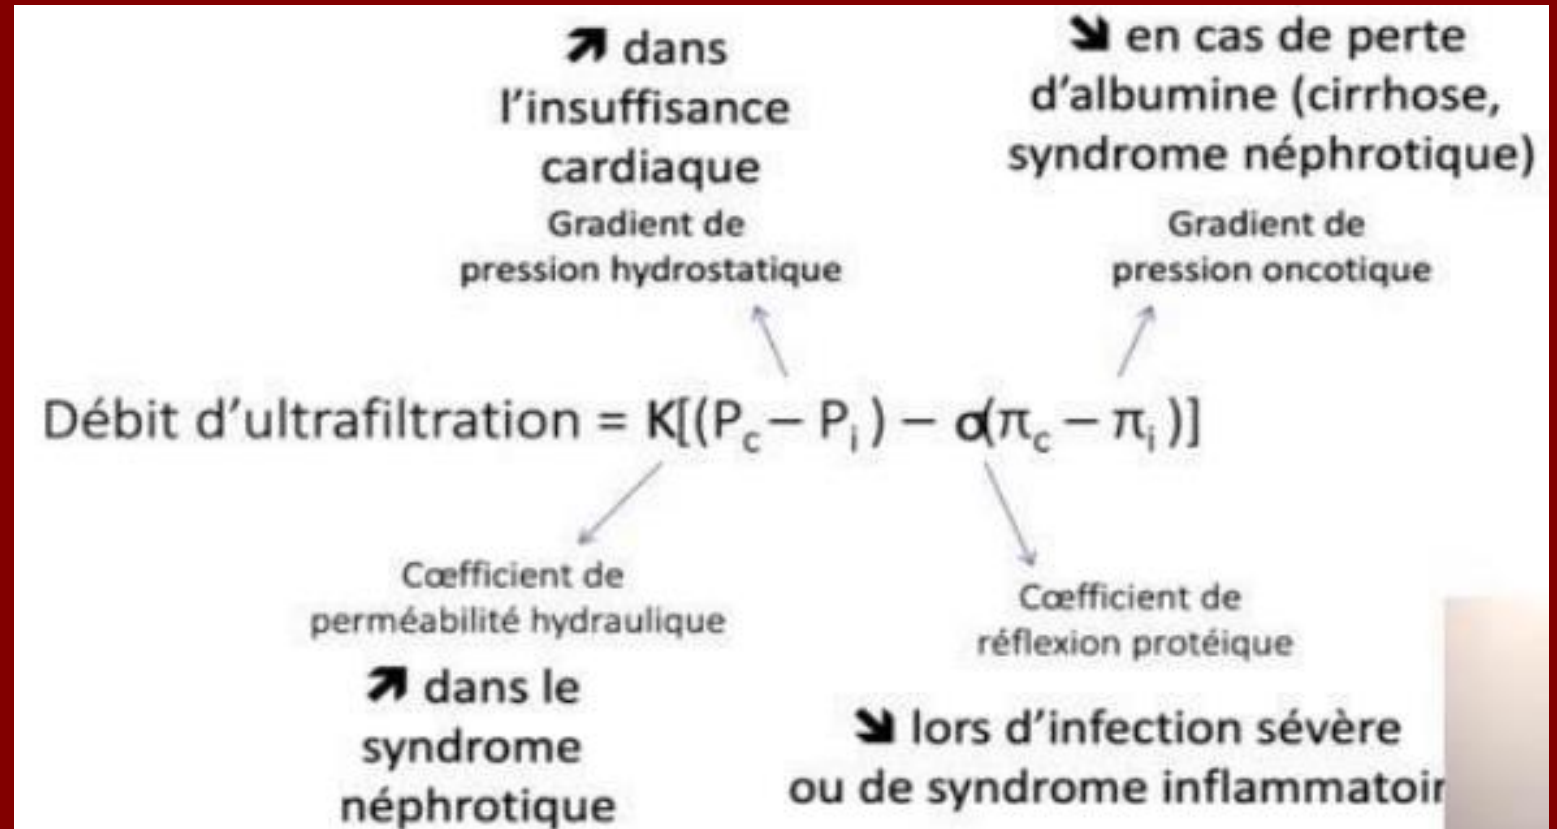 ↗ dans
l'insuffisance
cardiaque
Gradient de
pression hydrostatique
↘ en cas de perte
d'albumine (cirrhose,
syndrome néphrotique)
Gradient de
pression oncotique
Débit d'ultrafiltration = K[(Pc – Pi) – σ(πc – πi)]
Cœfficient de
perméabilité hydraulique
↗ dans le
syndrome
néphrotique
Cœfficient de
réflexion protéique
↘ lors d'infection sévère
ou de syndrome inflammatoir